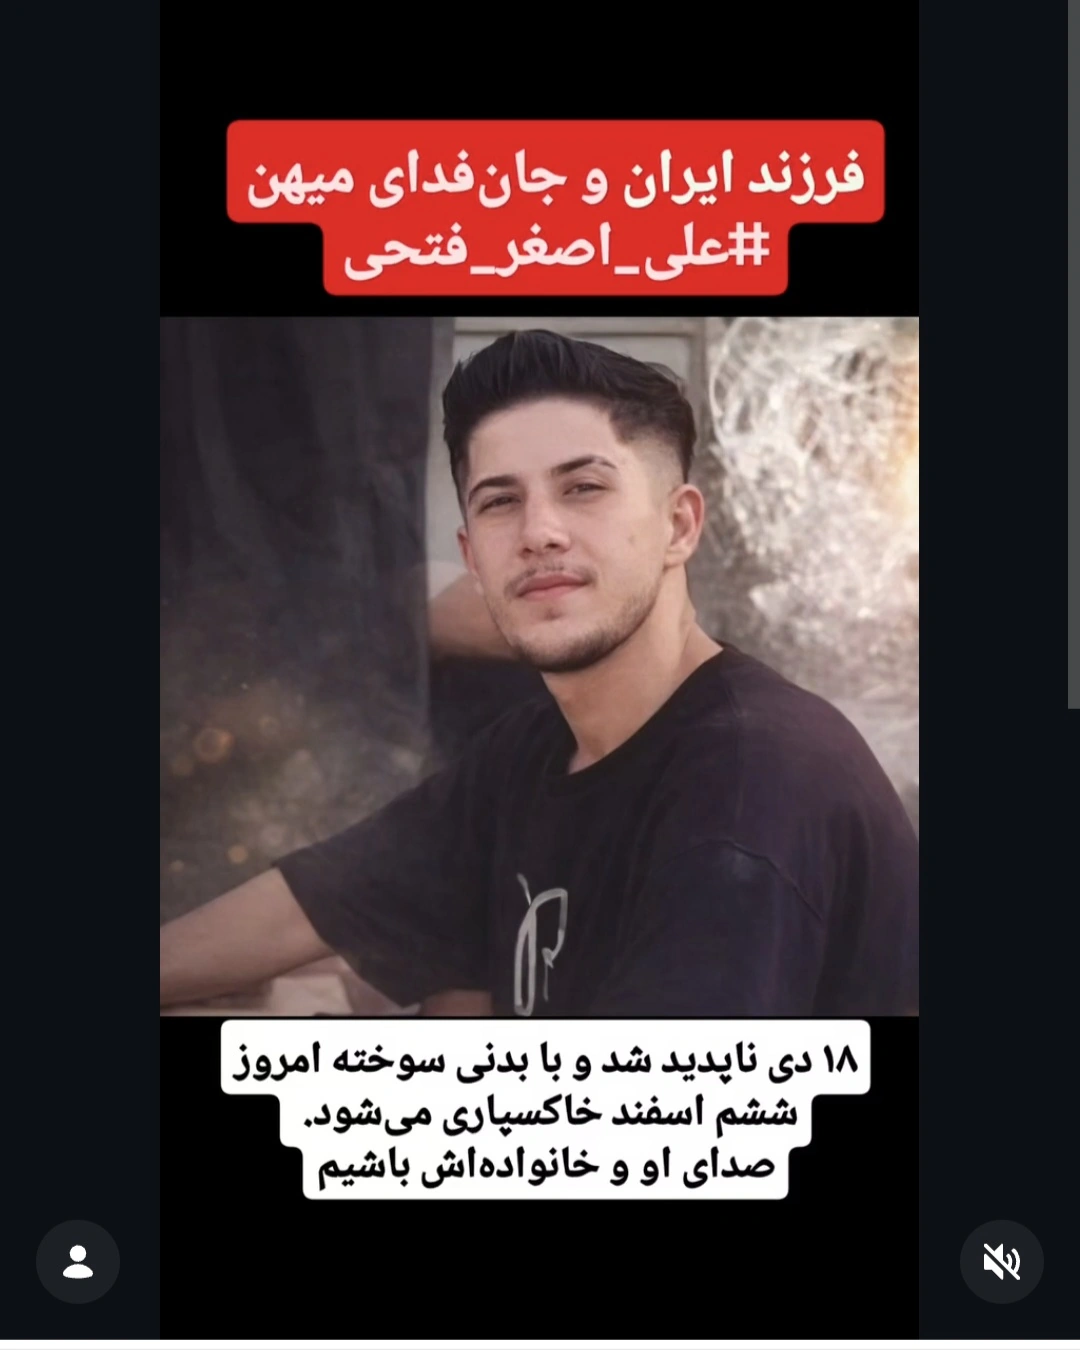 فرزند ایران و جان‌فدای میهن
#علی_اصغر_فتحی
۱۸ دی ناپدید شد و با بدنی سوخته امروز
ششم اسفند خاکسپاری می‌شود.
صدای او و خانواده‌اش باشیم